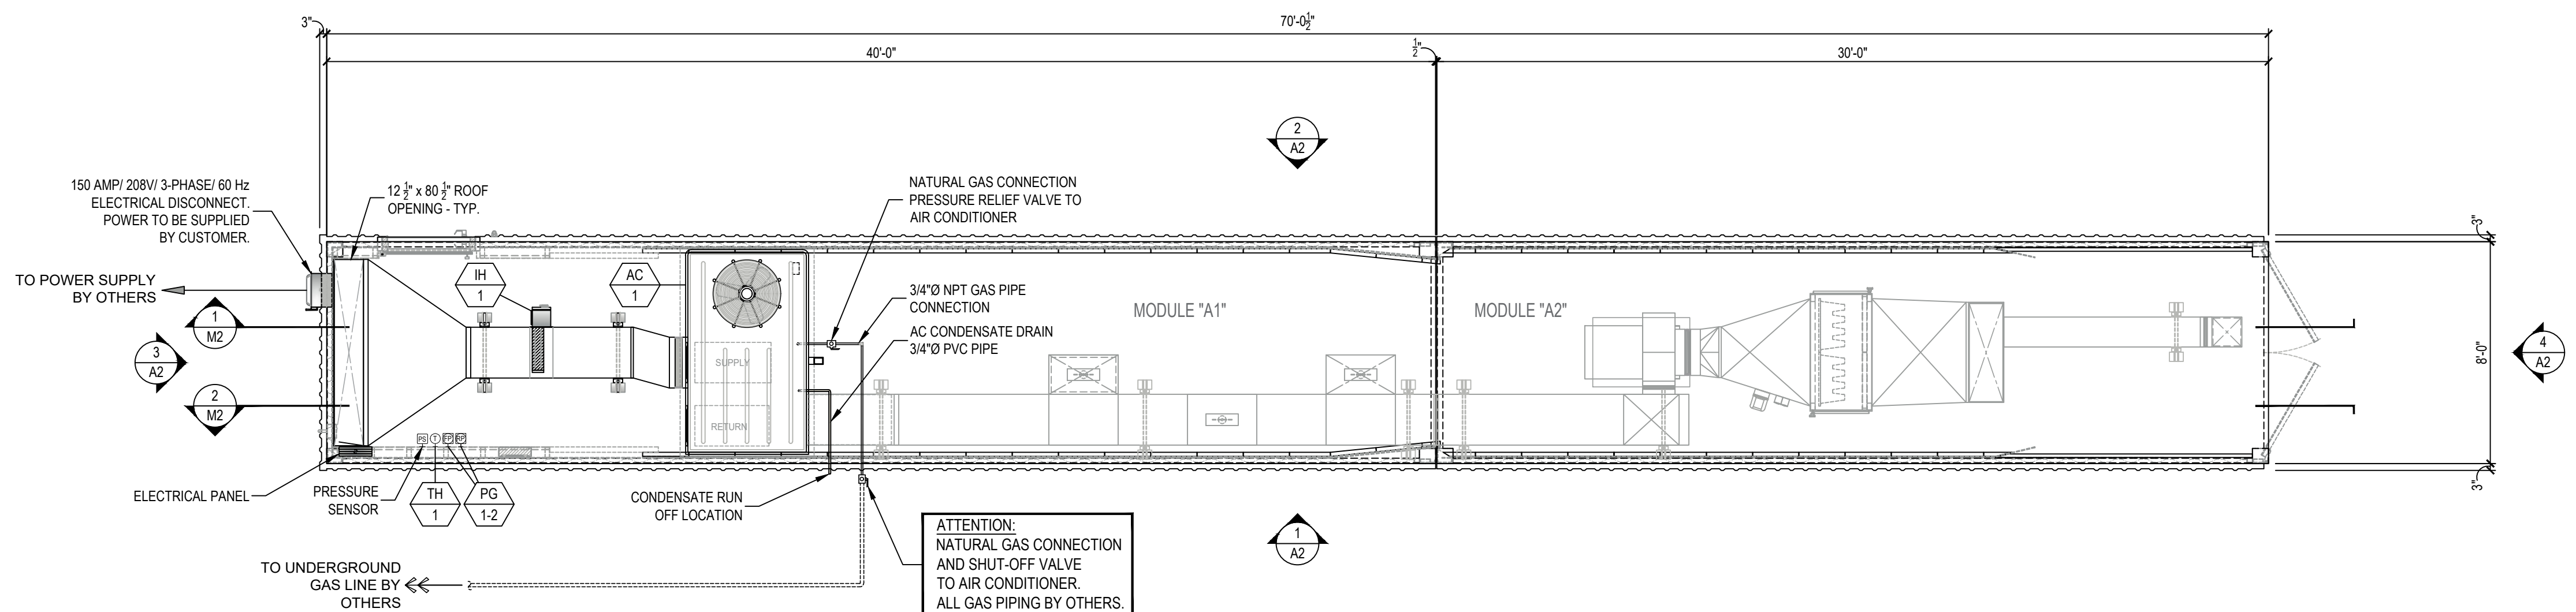 3"
70'-0 1/2"
40'-0"
1/2"
30'-0"
2
A2
150 AMP/ 208V/ 3-PHASE/ 60 Hz
ELECTRICAL DISCONNECT.
POWER TO BE SUPPLIED
BY CUSTOMER.
12 1/2" x 80 1/2" ROOF
OPENING - TYP.
NATURAL GAS CONNECTION
PRESSURE RELIEF VALVE TO
AIR CONDITIONER
3"
TO POWER SUPPLY
BY OTHERS
IH
1
AC
1
3/4"Ø NPT GAS PIPE
CONNECTION
AC CONDENSATE DRAIN
3/4"Ø PVC PIPE
MODULE "A1"
MODULE "A2"
1
M2
3
A2
2
M2
SUPPLY
RETURN
4
A2
8'-0"
PS
T
FP
RP
ELECTRICAL PANEL
PRESSURE
SENSOR
TH
1
PG
1-2
CONDENSATE RUN
OFF LOCATION
3"
ATTENTION:
NATURAL GAS CONNECTION
AND SHUT-OFF VALVE
TO AIR CONDITIONER.
ALL GAS PIPING BY OTHERS.
1
A2
TO UNDERGROUND
GAS LINE BY
OTHERS